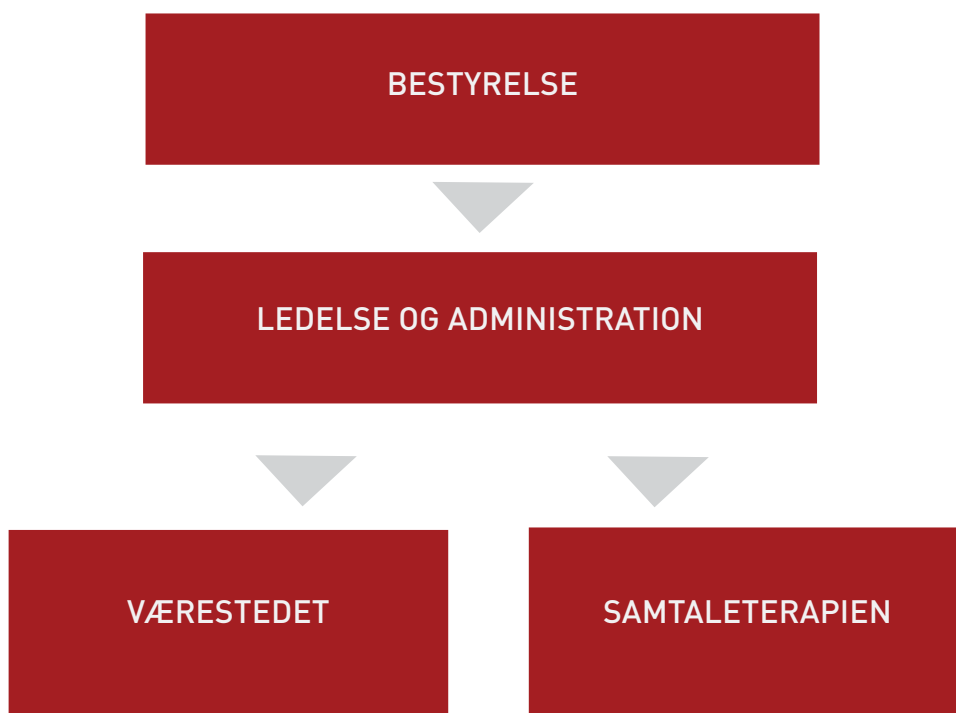 BESTYRELSE
LEDELSE OG ADMINISTRATION
VÆRESTEDET
SAMTALETERAPIEN